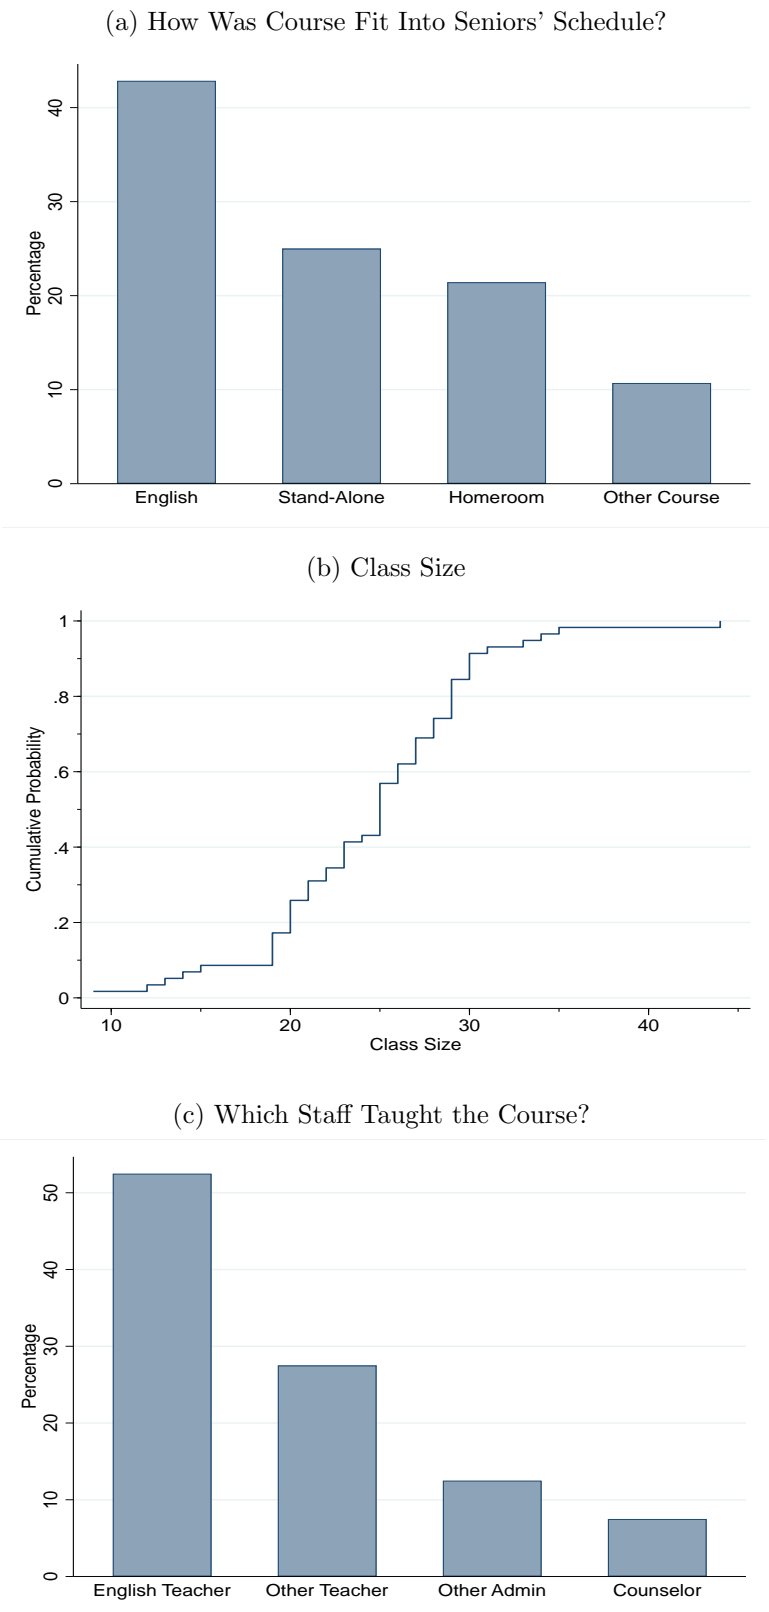 (a) How Was Course Fit Into Seniors’ Schedule?
Percentage
40
30
20
10
0
English Stand-Alone Homeroom Other Course
(b) Class Size
Cumulative Probability
1
.8
.6
.4
.2
0
10 20 30 40
Class Size
(c) Which Staff Taught the Course?
Percentage
50
40
30
20
10
0
English Teacher Other Teacher Other Admin Counselor